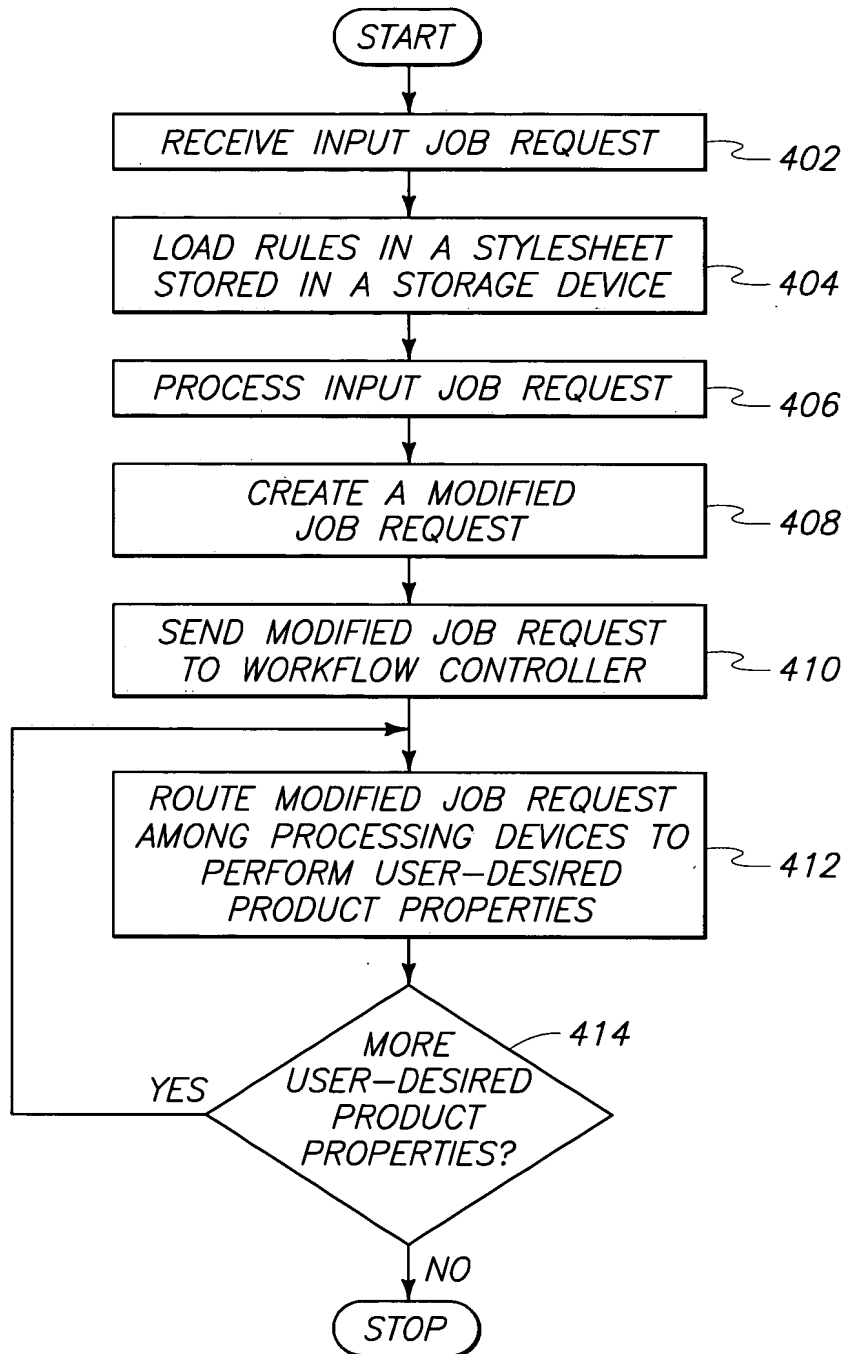 START
RECEIVE INPUT JOB REQUEST
402
LOAD RULES IN A STYLESHEET
STORED IN A STORAGE DEVICE
404
PROCESS INPUT JOB REQUEST
406
CREATE A MODIFIED
JOB REQUEST
408
SEND MODIFIED JOB REQUEST
TO WORKFLOW CONTROLLER
410
ROUTE MODIFIED JOB REQUEST
AMONG PROCESSING DEVICES TO
PERFORM USER–DESIRED
PRODUCT PROPERTIES
412
MORE
USER–DESIRED
PRODUCT
PROPERTIES?
414
YES
NO
STOP